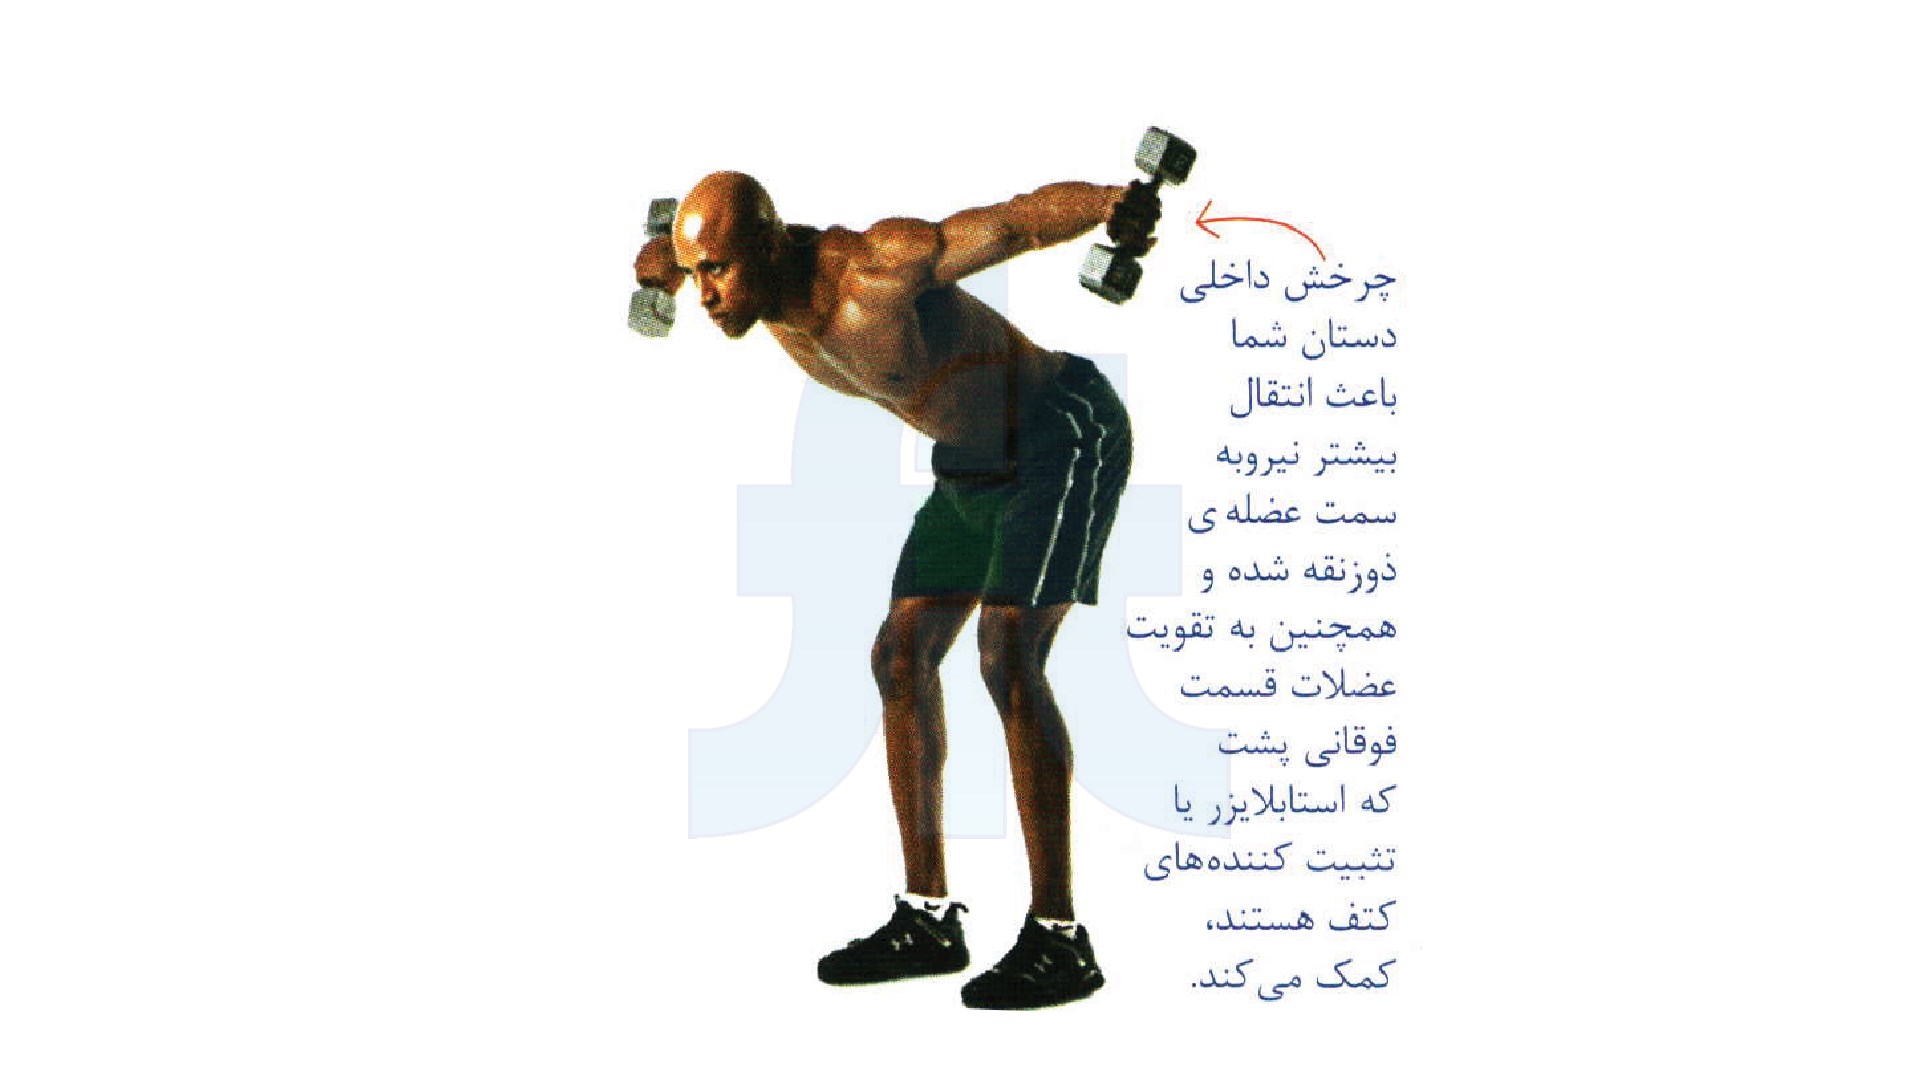 چرخش داخلی
دستان شما
باعث انتقال
بیشتر نیروبه
سمت عضله ی
ذوزنقه شده و
همچنین به تقویت
عضلات قسمت
فوقانی پشت
که استابلایزر یا
تثبیت کننده‌های
کتف هستند،
کمک می‌کند.